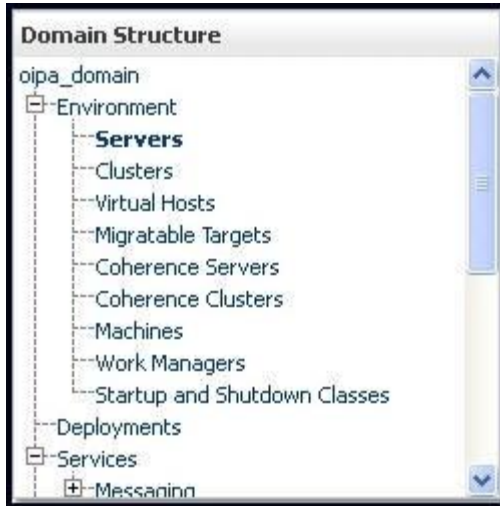 Domain Structure
oipa_domain
Environment
Servers
Clusters
Virtual Hosts
Migratable Targets
Coherence Servers
Coherence Clusters
Machines
Work Managers
Startup and Shutdown Classes
Deployments
Services
Messaging